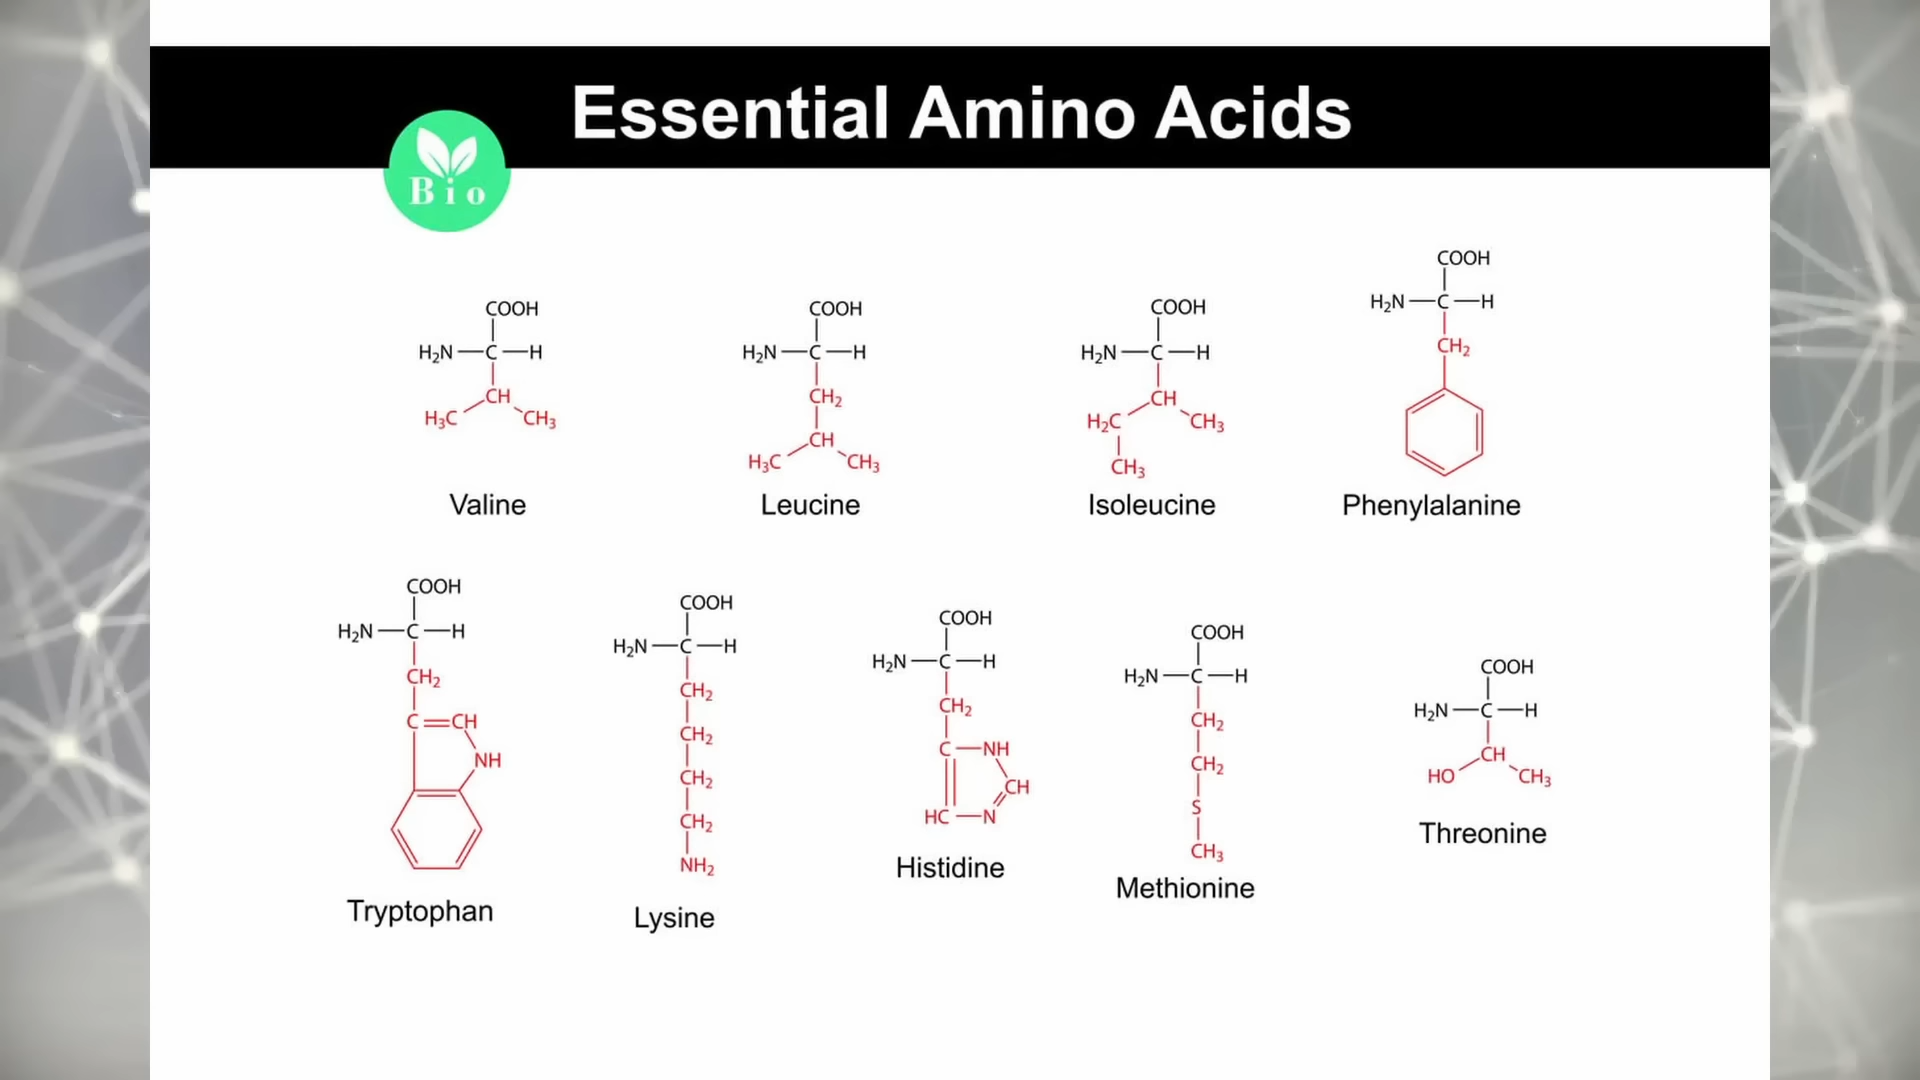 Essential Amino Acids
Bio
COOH
H₂N—C—H
CH
H₃C CH₃
Valine
COOH
H₂N—C—H
CH₂
CH
H₃C CH₃
Leucine
COOH
H₂N—C—H
CH
H₂C CH₃
CH₃
Isoleucine
COOH
H₂N—C—H
CH₂
Phenylalanine
COOH
H₂N—C—H
CH₂
C=CH
NH
Tryptophan
COOH
H₂N—C—H
CH₂
CH₂
CH₂
CH₂
NH₂
Lysine
COOH
H₂N—C—H
CH₂
C—NH
CH
HC—N
Histidine
COOH
H₂N—C—H
CH₂
CH₂
S
CH₃
Methionine
COOH
H₂N—C—H
CH
HO CH₃
Threonine